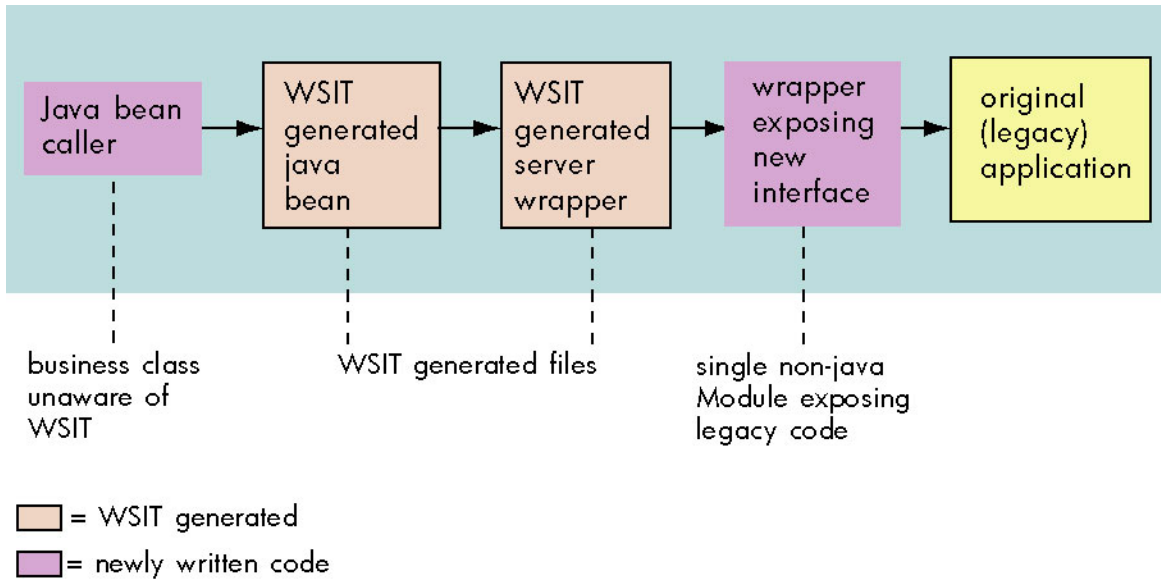 Java bean
caller
WSIT
generated
java
bean
WSIT
generated
server
wrapper
wrapper
exposing
new
interface
original
(legacy)
application
business class
unaware of
WSIT
WSIT generated files
single non-java
Module exposing
legacy code
= WSIT generated
= newly written code